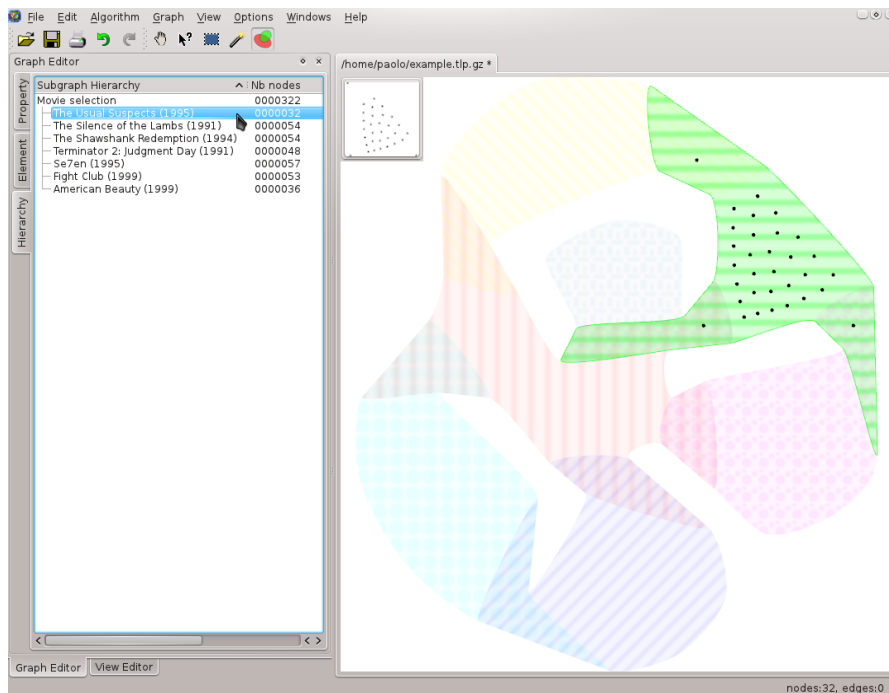 File Edit Algorithm Graph View Options Windows Help
Graph Editor
/home/paolo/example.tlp.gz *
Property
Element
Hierarchy
Subgraph Hierarchy Nb nodes
Movie selection 0000322
The Usual Suspects (1995) 0000032
The Silence of the Lambs (1991) 0000054
The Shawshank Redemption (1994) 0000054
Terminator 2: Judgment Day (1991) 0000048
Se7en (1995) 0000057
Fight Club (1999) 0000053
American Beauty (1999) 0000036
Graph Editor View Editor
nodes:32, edges:0